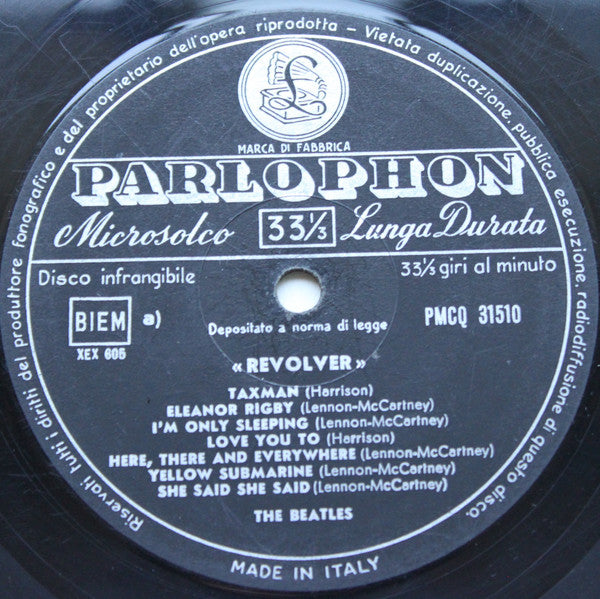 Riservati tutti i diritti del produttore fonografico e del proprietario dell'opera riprodotta – Vietata duplicazione, pubblica esecuzione, radiodiffusione di questo disco.
£
MARCA DI FABBRICA
PARLOPHON
Microsolco 33⅓ Lunga Durata
Disco infrangibile 33⅓ giri al minuto
BIEM a) Depositato a norma di legge PMCQ 31510
XEX 605
«REVOLVER»
TAXMAN (Harrison)
ELEANOR RIGBY (Lennon-McCartney)
I'M ONLY SLEEPING (Lennon-McCartney)
LOVE YOU TO (Harrison)
HERE, THERE AND EVERYWHERE (Lennon-McCartney)
YELLOW SUBMARINE (Lennon-McCartney)
SHE SAID SHE SAID (Lennon-McCartney)
THE BEATLES
MADE IN ITALY